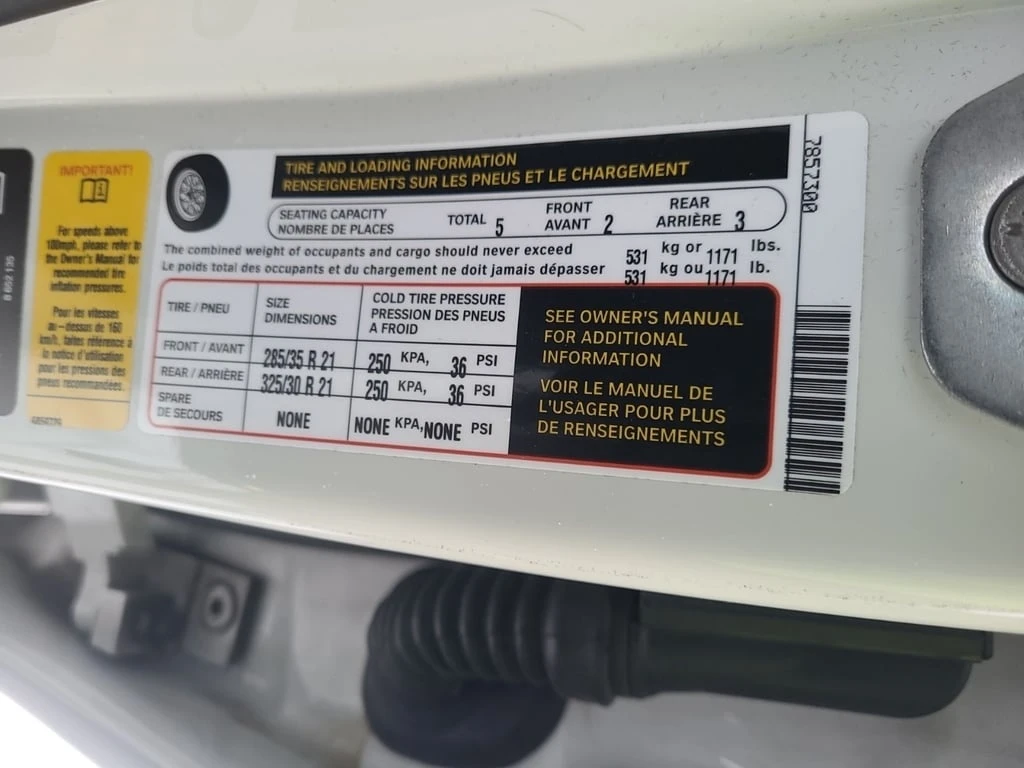 IMPORTANT!
For speeds above
100mph, please refer to
the Owner's Manual for
recommended tire
inflation pressures.
Pour les vitesses
au-dessus de 160
km/h, faites référence à
la notice d'utilisation
pour les pressions des
pneus recommandées.
8 652 135
TIRE AND LOADING INFORMATION
RENSEIGNEMENTS SUR LES PNEUS ET LE CHARGEMENT
SEATING CAPACITY
NOMBRE DE PLACES
TOTAL 5
FRONT
AVANT 2
REAR
ARRIÈRE 3
The combined weight of occupants and cargo should never exceed 531 kg or 1171 lbs.
Le poids total des occupants et du chargement ne doit jamais dépasser 531 kg ou 1171 lb.
TIRE / PNEU
SIZE
DIMENSIONS
COLD TIRE PRESSURE
PRESSION DES PNEUS
A FROID
FRONT / AVANT 285/35 R 21 250 KPA, 36 PSI
REAR / ARRIÈRE 325/30 R 21 250 KPA, 36 PSI
SPARE
DE SECOURS
NONE NONE KPA, NONE PSI
SEE OWNER'S MANUAL
FOR ADDITIONAL
INFORMATION
VOIR LE MANUEL DE
L'USAGER POUR PLUS
DE RENSEIGNEMENTS
7857300